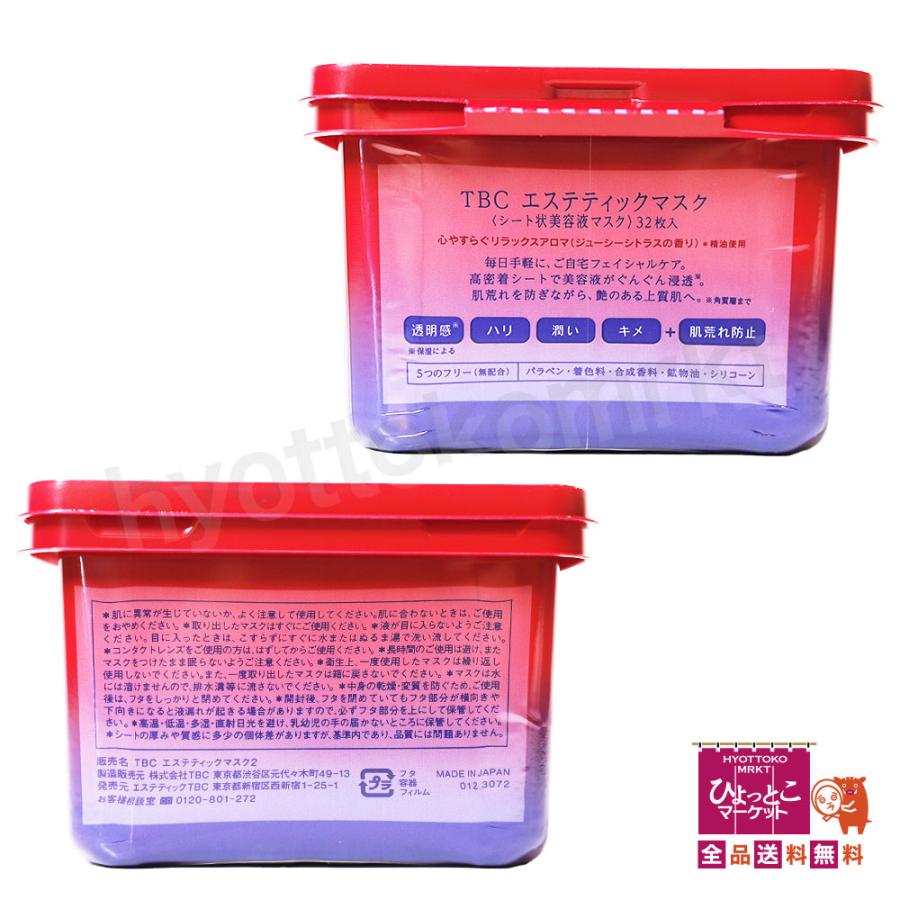 TBC エステティックマスク
〈シート状美容液マスク〉32枚入
心やすらぐリラックスアロマ(ジューシーシトラスの香り) *精油使用
毎日手軽に、ご自宅フェイシャルケア。
高密着シートで美容液がぐんぐん浸透※。
肌荒れを防ぎながら、艶のある上質肌へ。※角質層まで
透明感※ ハリ 潤い キメ + 肌荒れ防止
※保湿による
5つのフリー(無配合) パラベン・着色料・合成香料・鉱物油・シリコーン
hyottokomrkt
*肌に異常が生じていないか、よく注意して使用してください。肌に合わないときは、ご使用
をおやめください。*取り出したマスクはすぐにご使用ください。*液が目に入らないようご注意
ください。目に入ったときは、こすらずにすぐに水またはぬるま湯で洗い流してください。
*コンタクトレンズをご使用の方は、はずしてからご使用ください。*長時間のご使用は避け、また
マスクをつけたまま眠らないようご注意ください。*衛生上、一度使用したマスクは繰り返し
使用しないでください。また、一度取り出したマスクは箱に戻さないでください。*マスクは水
には溶けませんので、排水溝等に流さないでください。*中身の乾燥・変質を防ぐため、ご使用
後は、フタをしっかりと閉めてください。*開封後、フタを閉めていてもフタ部分が横向きや
下向きになると液漏れが起きる場合がありますので、必ずフタ部分を上にして保管してくださ
い。*高温・低温・多湿・直射日光を避け、乳幼児の手の届かないところに保管してください。
*シートの厚みや質感に多少の個体差がありますが、基準内であり、品質には問題ありません。
販売名 TBC エステティックマスク2
製造販売元 株式会社TBC 東京都渋谷区元代々木町49-13
発売元 エステティックTBC 東京都新宿区西新宿1-25-1
お客様相談室 0120-801-272
プラ
フタ
容器
フィルム
MADE IN JAPAN
012 3072
HYOTTOKO
MRKT
ひょっとこ
マーケット
全品送料無料